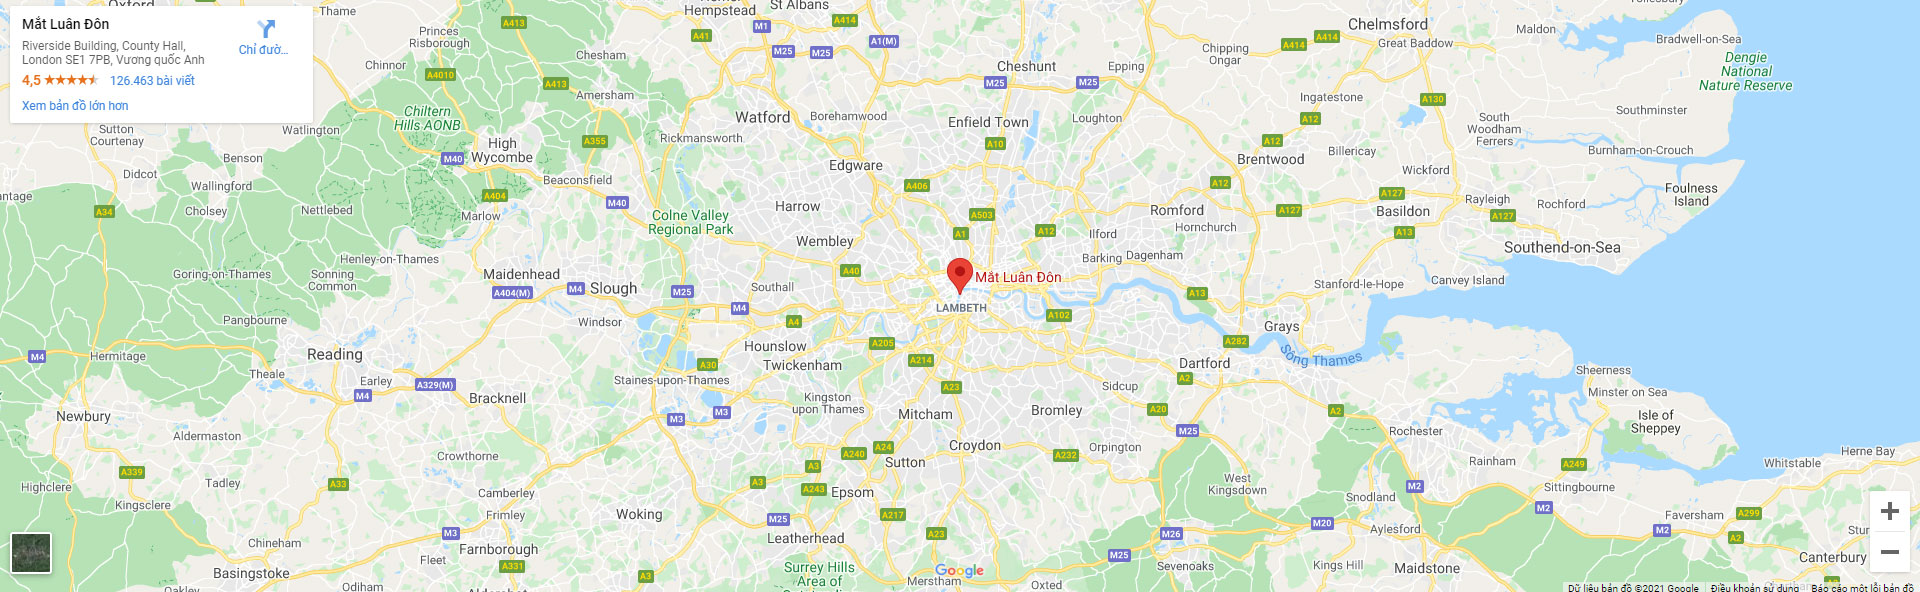 Mắt Luân Đôn
Riverside Building, County Hall,
London SE1 7PB, Vương quốc Anh
Chỉ đườ...
4,5
126.463 bài viết
Xem bản đồ lớn hơn
Oxford
Thame
Princes
Risborough
A413
Hempstead
St Albans
M1
A414
A41
M25
M25
A1(M)
Chipping
Ongar
A414
A414
Chelmsford
Great Baddow
Maldon
Bradwell-on-Sea
Dengie
National
Nature Reserve
Chinnor
A4010
Chesham
A413
Amersham
Cheshunt
M25
Epping
M25
Ingatestone
A130
Southminster
Sutton
Courtenay
Watlington
Chiltern
Hills AONB
High
Wycombe
M40
A355
Rickmansworth
Watford
Borehamwood
Enfield Town
A10
Loughton
A12
A12
Brentwood
Billericay
South
Woodham
Ferrers
Burnham-on-Crouch
Wickford
Didcot
Benson
Wallingford
Cholsey
A34
Nettlebed
A404
Marlow
Beaconsfield
M40
Edgware
A406
Harrow
A503
A1
A12
A12
Romford
Hornchurch
A127
A127
Basildon
A13
Rayleigh
A127
Rochford
Foulness
Island
Colne Valley
Regional Park
Wembley
Ilford
Barking
Dagenham
Southend-on-Sea
Henley-on-Thames
Goring-on-Thames
Sonning
Common
Maidenhead
A404(M)
M4
Slough
M25
Southall
A40
Mắt Luân Đôn
LAMBETH
A13
Stanford-le-Hope
Canvey Island
Pangbourne
Windsor
M4
A4
A102
Grays
A282
Sông Thames
M4
Hermitage
Reading
Theale
Earley
A329(M)
M4
Bracknell
Staines-upon-Thames
A30
Hounslow
Twickenham
A205
A214
A23
Dartford
A2
Sidcup
Sheerness
Minster on Sea
Isle of
Sheppey
Newbury
Aldermaston
M3
M3
Kingston
upon Thames
Mitcham
Bromley
A20
M25
A2
Rochester
Crowthorne
A339
Tadley
A33
Highclere
Kingsclere
Camberley
Frimley
A3
A3
A243
A240
A24
Sutton
Croydon
A232
Orpington
West
Kingsdown
Snodland
M2
Rainham
A249
Sittingbourne
Whitstable
Herne Bay
Epsom
Woking
M3
Chineham
Fleet
Farnborough
A331
M25
Leatherhead
A217
A23
M25
M26
M20
Aylesford
M2
M2
Faversham
A299
A2
Canterbury
Basingstoke
Odiham
A3
Surrey Hills
Area of
Google
Merstham
Oxted
Sevenoaks
Kings Hill
Maidstone
Dữ liệu bản đồ ©2021 Google
Điều khoản sử dụng
Báo cáo một lỗi bản đồ